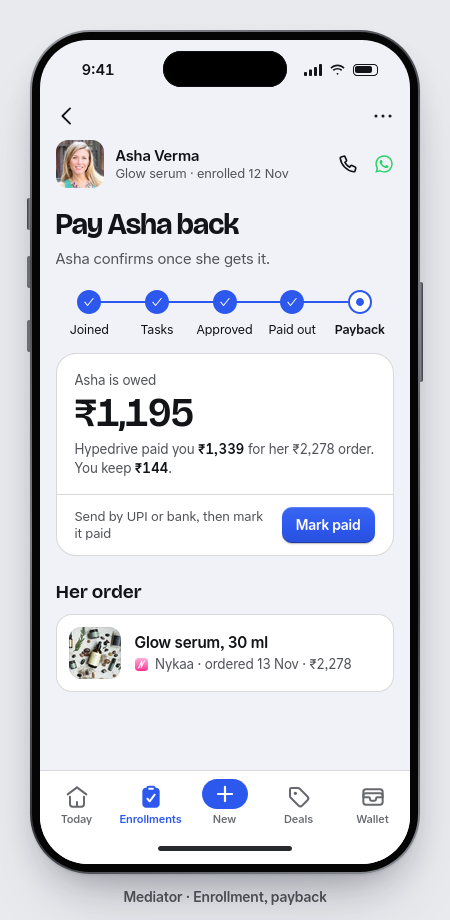 9:41
Asha Verma
Glow serum · enrolled 12 Nov
Pay Asha back
Asha confirms once she gets it.
Joined Tasks Approved Paid out Payback
Asha is owed
₹1,195
Hypedrive paid you ₹1,339 for her ₹2,278 order.
You keep ₹144.
Send by UPI or bank, then mark
it paid
Mark paid
Her order
Glow serum, 30 ml
Nykaa · ordered 13 Nov · ₹2,278
Today Enrollments New Deals Wallet
Mediator · Enrollment, payback